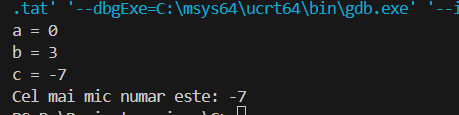 .tat' '--dbgExe=C:\msys64\ucrt64\bin\gdb.exe' '--i
a = 0
b = 3
c = -7
Cel mai mic numar este: -7